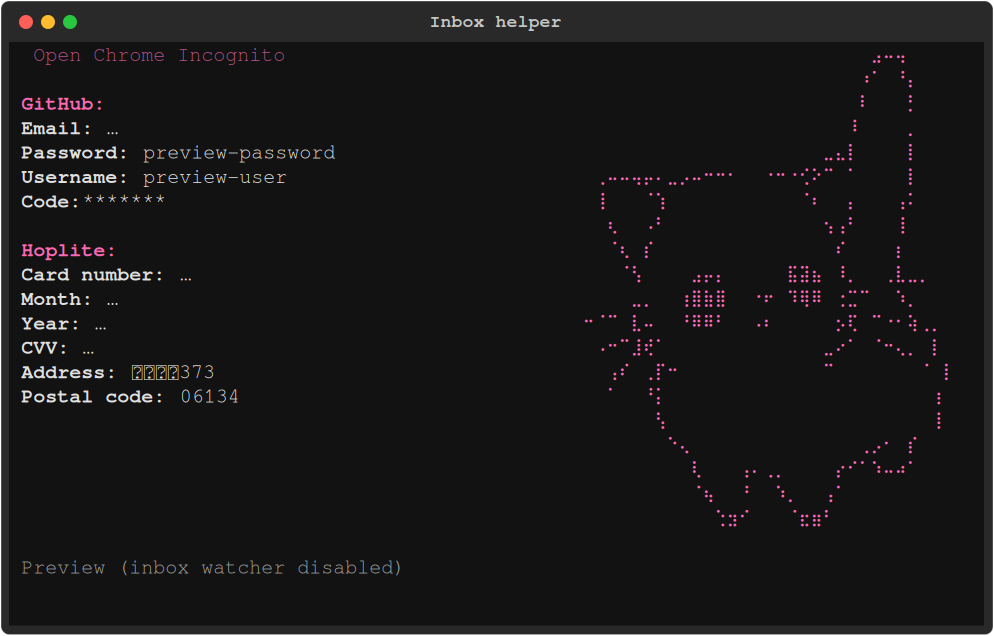 Inbox helper
Open Chrome Incognito
GitHub:
Email: …
Password: preview-password
Username: preview-user
Code:*******
Hoplite:
Card number: …
Month: …
Year: …
CVV: …
Address: 373
Postal code: 06134
Preview (inbox watcher disabled)